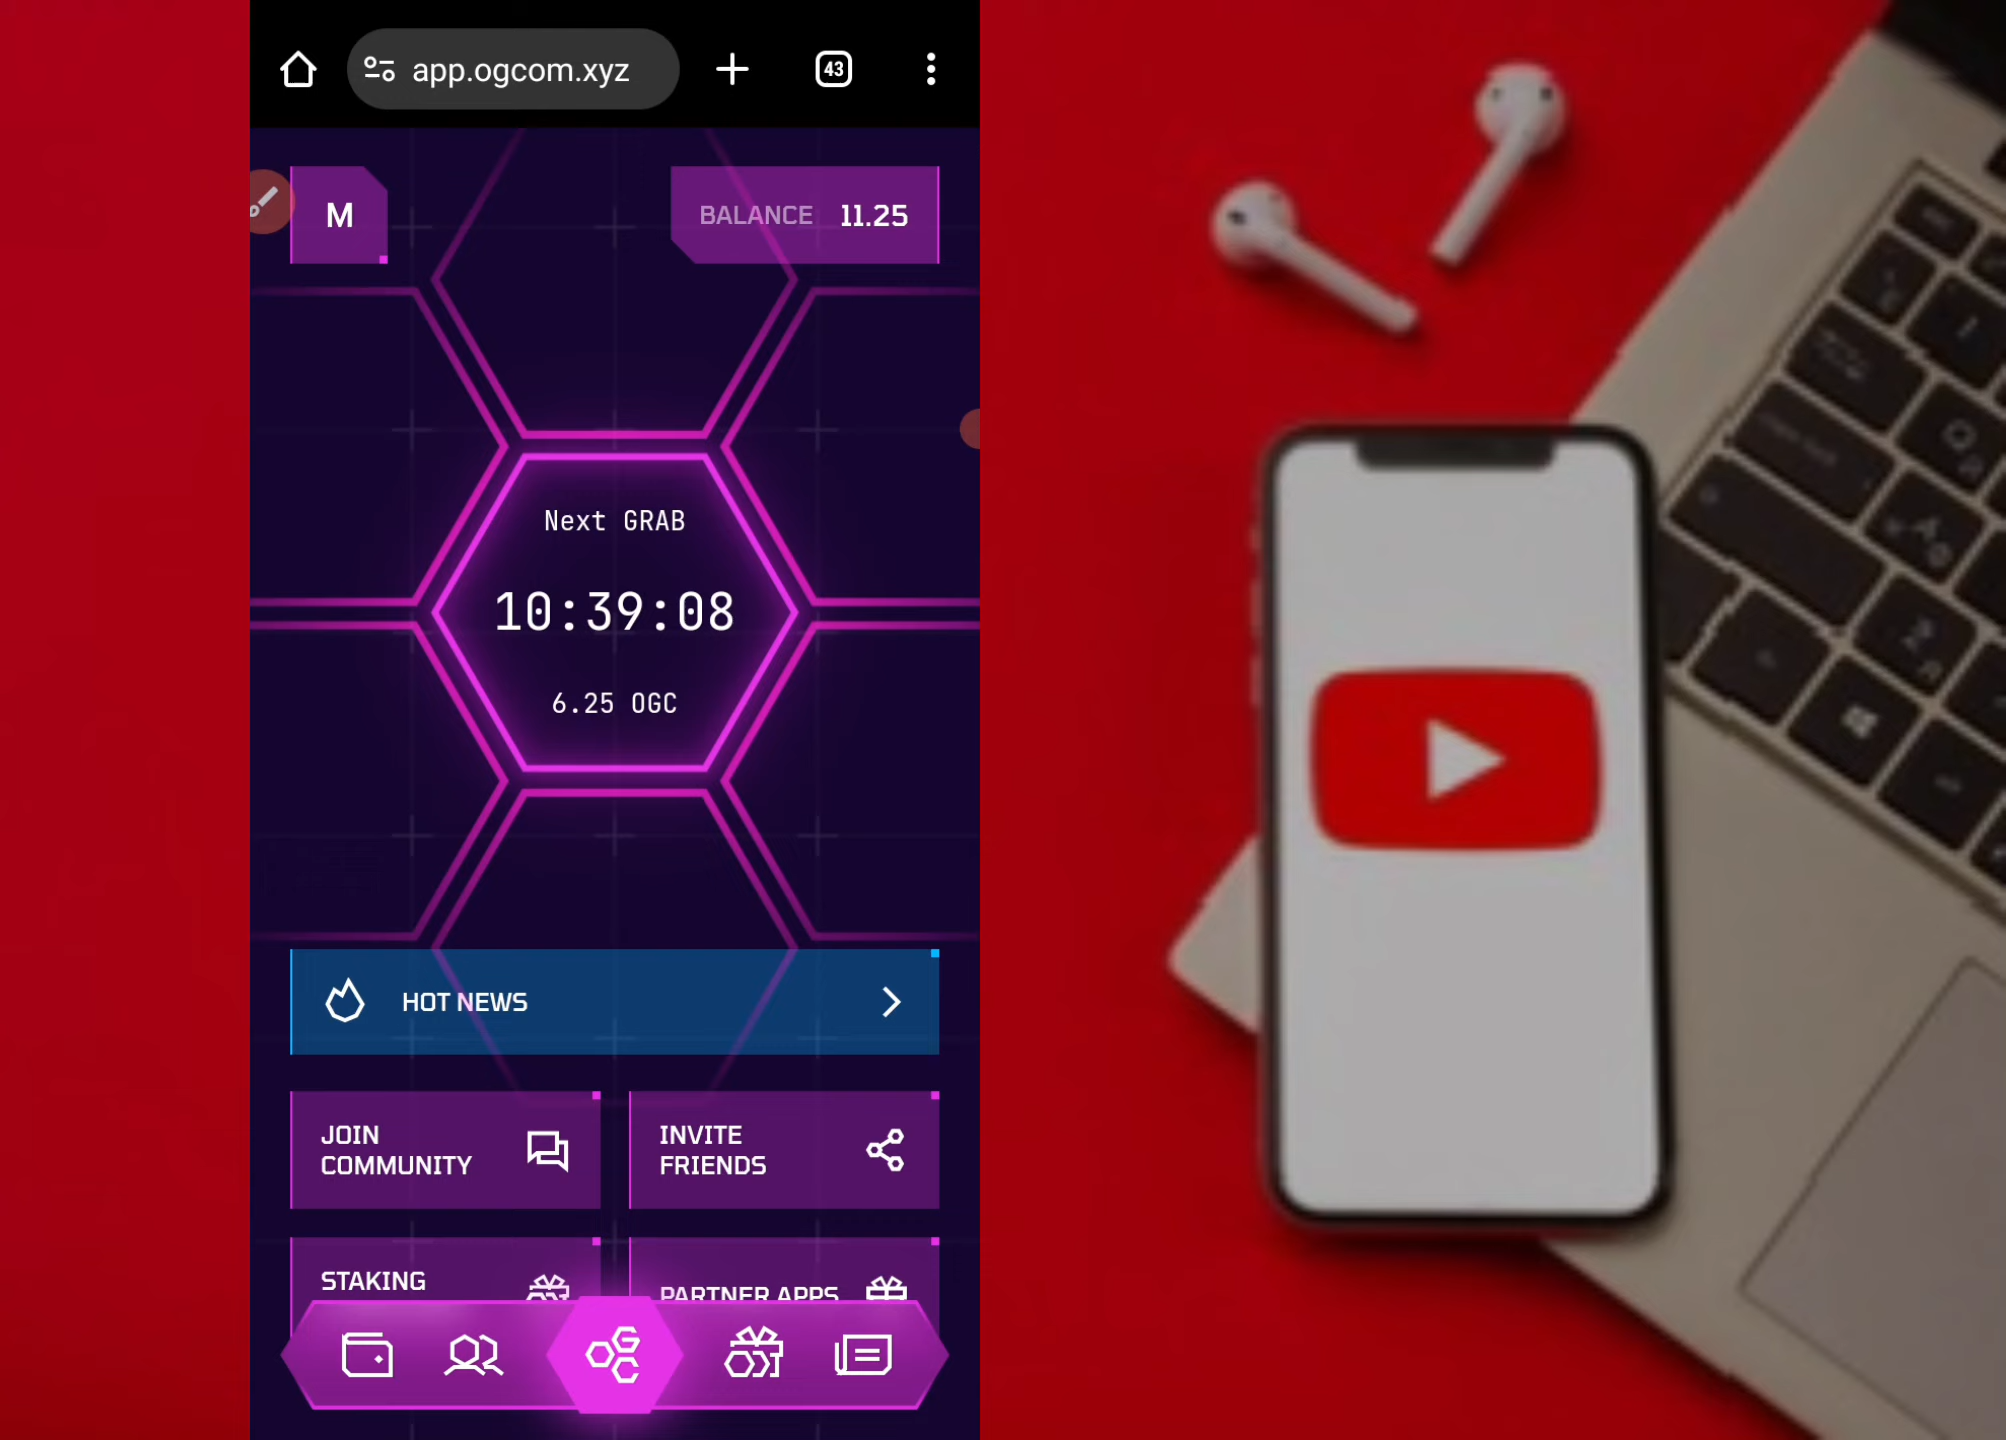 app.ogcom.xyz
43
M
BALANCE 11.25
Next GRAB
10:39:08
6.25 OGC
HOT NEWS
JOIN
COMMUNITY
INVITE
FRIENDS
STAKING
PARTNER APPS
GC